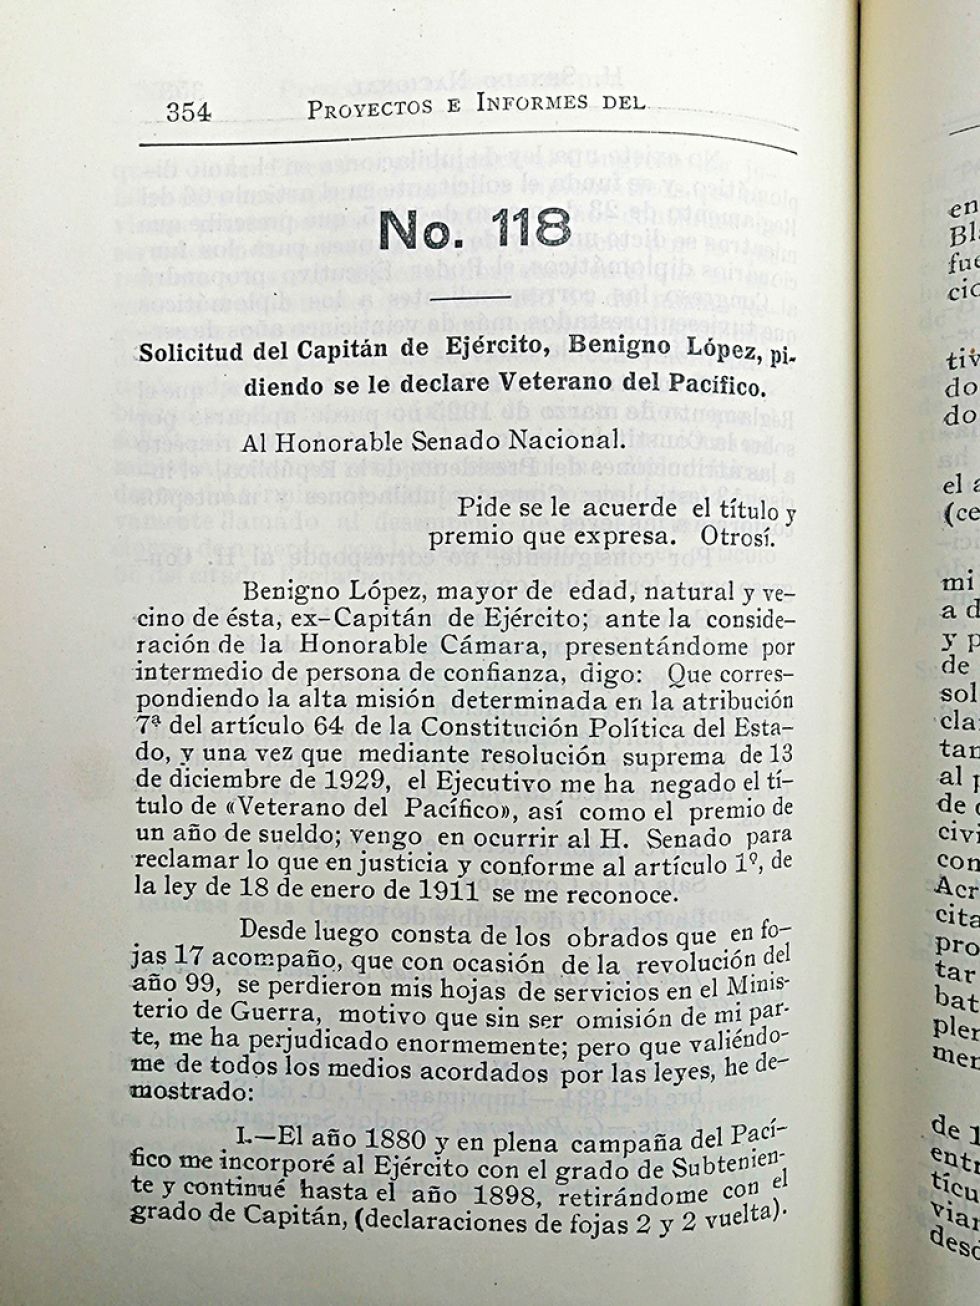 354 PROYECTOS E INFORMES DEL
No. 118
Solicitud del Capitán de Ejército, Benigno López, pi-
diendo se le declare Veterano del Pacífico.
Al Honorable Senado Nacional.
Pide se le acuerde el título y
premio que expresa. Otrosí.
Benigno López, mayor de edad, natural y ve-
cino de ésta, ex-Capitán de Ejército; ante la conside-
ración de la Honorable Cámara, presentándome por
intermedio de persona de confianza, digo: Que corres-
pondiendo la alta misión determinada en la atribución
7ª del artículo 64 de la Constitución Política del Esta-
do, y una vez que mediante resolución suprema de 13
de diciembre de 1929, el Ejecutivo me ha negado el tí-
tulo de «Veterano del Pacífico», así como el premio de
un año de sueldo; vengo en ocurrir al H. Senado para
reclamar lo que en justicia y conforme al artículo 1º, de
la ley de 18 de enero de 1911 se me reconoce.
Desde luego consta de los obrados que en fo-
jas 17 acompaño, que con ocasión de la revolución del
año 99, se perdieron mis hojas de servicios en el Minis-
terio de Guerra, motivo que sin ser omisión de mi par-
te, me ha perjudicado enormemente; pero que valiéndo-
me de todos los medios acordados por las leyes, he de-
mostrado:
I.—El año 1880 y en plena campaña del Pací-
fico me incorporé al Ejército con el grado de Subtenien-
te y continué hasta el año 1898, retirándome con el
grado de Capitán, (declaraciones de fojas 2 y 2 vuelta).